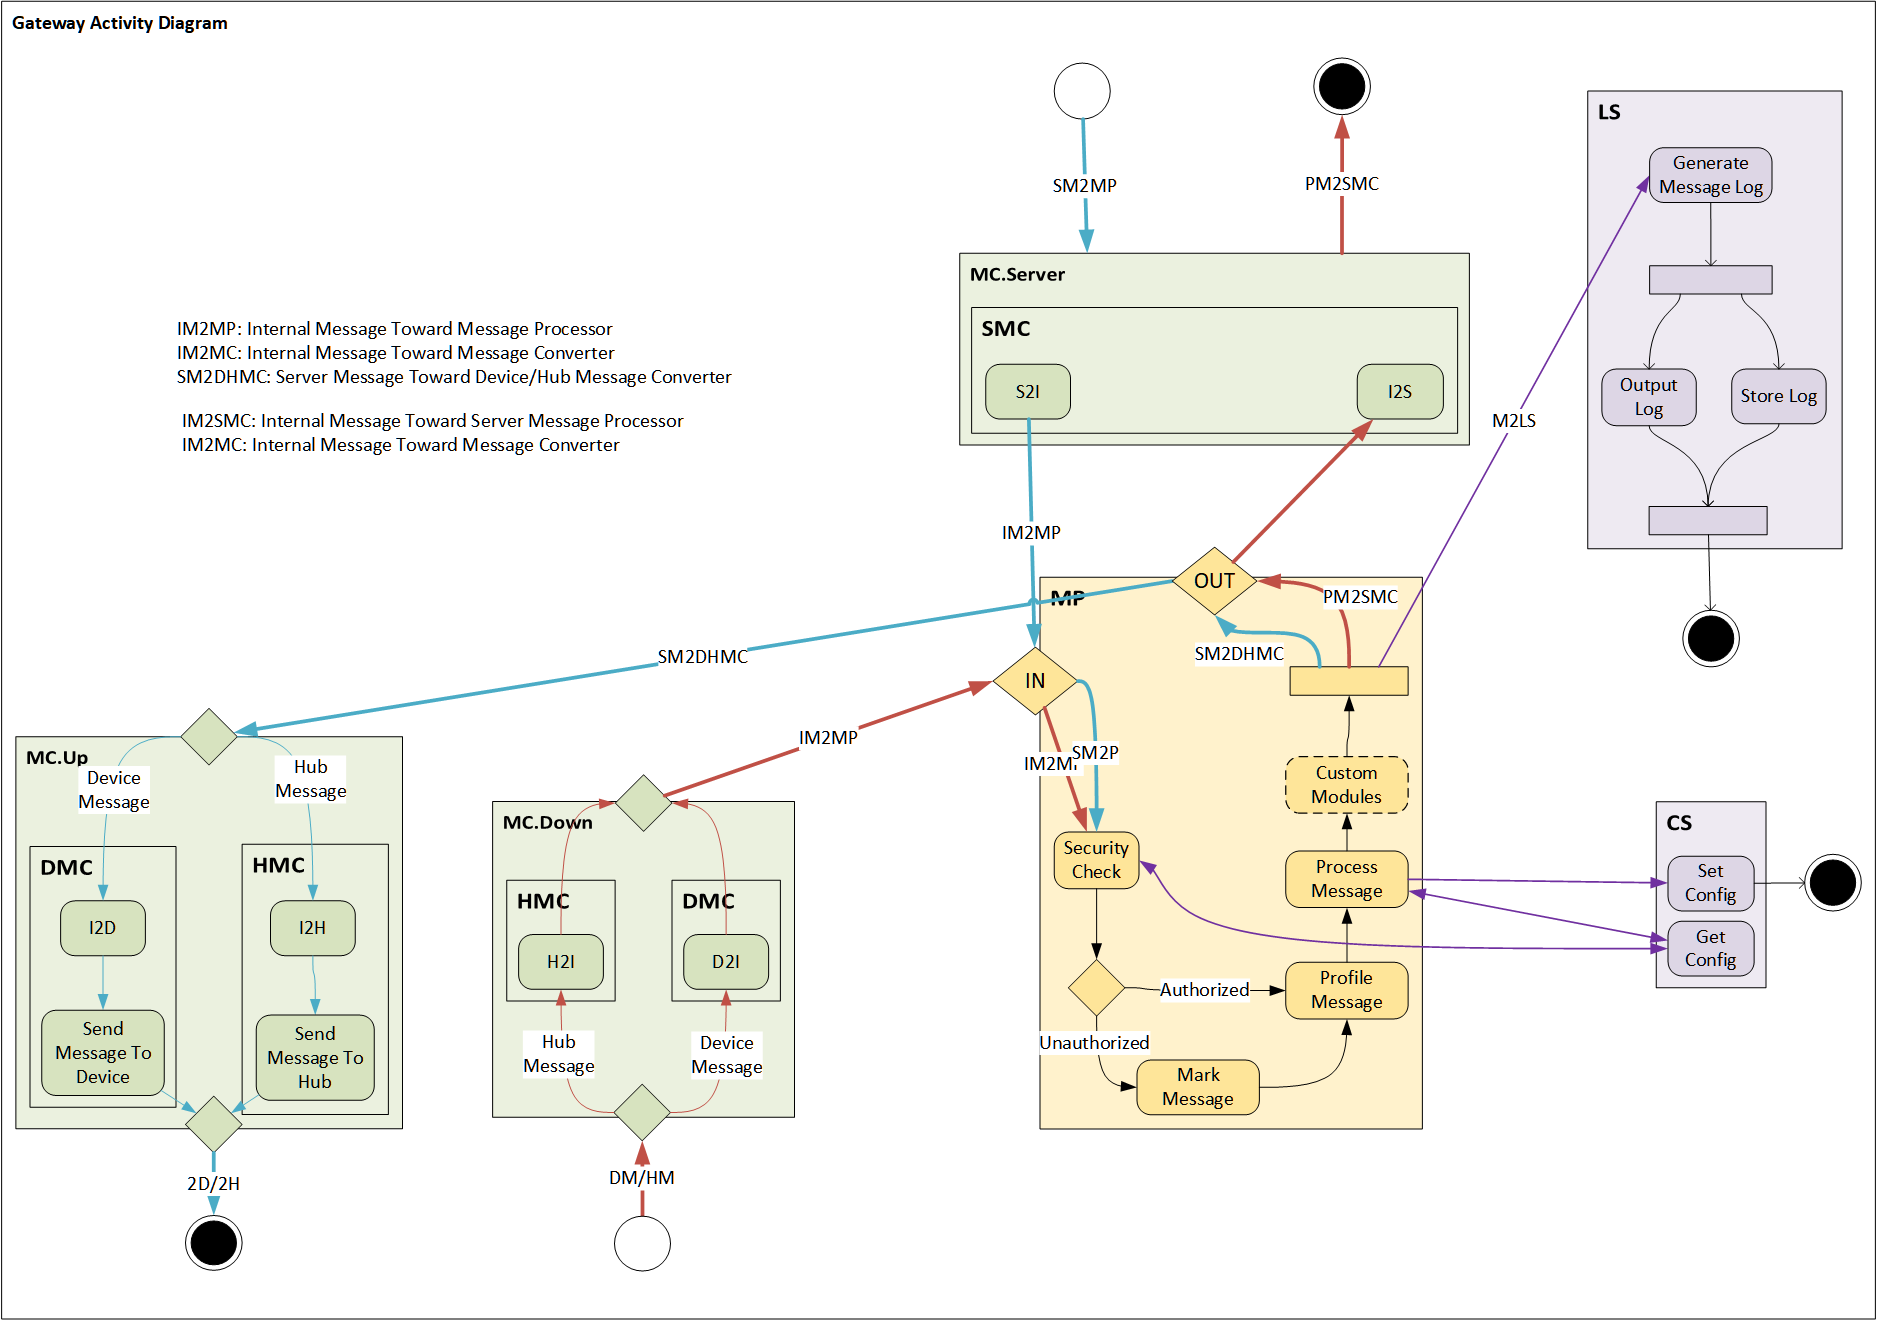 Gateway Activity Diagram
SM2MP
PM2SMC
LS
Generate
Message Log
Output
Log
Store Log
M2LS
MC.Server
SMC
S2I
I2S
IM2MP: Internal Message Toward Message Processor
IM2MC: Internal Message Toward Message Converter
SM2DHMC: Server Message Toward Device/Hub Message Converter
IM2SMC: Internal Message Toward Server Message Processor
IM2MC: Internal Message Toward Message Converter
IM2MP
OUT
MP
PM2SMC
SM2DHMC
SM2DHMC
IN
IM2MP
IM2MP
SM2P
Security
Check
Authorized
Unauthorized
Mark
Message
Profile
Message
Process
Message
Custom
Modules
CS
Set
Config
Get
Config
MC.Up
Device
Message
Hub
Message
DMC
I2D
Send
Message To
Device
HMC
I2H
Send
Message To
Hub
2D/2H
MC.Down
HMC
H2I
DMC
D2I
Hub
Message
Device
Message
DM/HM